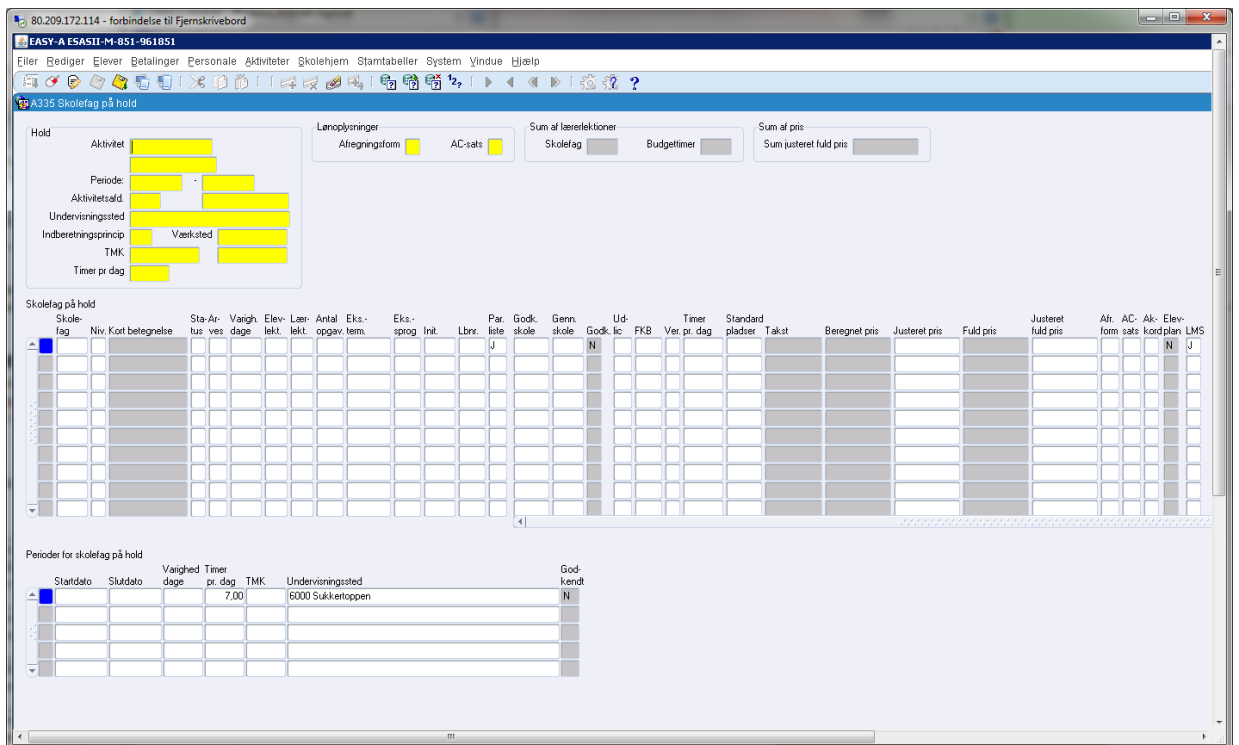 80.209.172.114 - forbindelse til Fjernskrivebord
EASY-A ESASII-M-851-961851
Filer Rediger Elever Betalinger Personale Aktiviteter Skolehjem Stamtabeller System Vindue Hjælp
A335 Skolefag på hold
Hold
Aktivitet
Periode: -
Aktivitetsafd.
Undervisningssted
Indberetningsprincip Værksted
TMK
Timer pr dag
Lønoplysninger
Afregningsform AC-sats
Sum af lærerlektioner
Skolefag Budgettimer
Sum af pris
Sum justeret fuld pris
Skolefag på hold
Skole- Sta- Ar- Varigh. Elev- Lær- Antal Eks.- Eks.- Par. Godk. Genn. Ud- Timer Standard Justeret Afr. AC- Ak- Elev-
fag Niv. Kort betegnelse tus ves dage lekt. lekt. opgav. term. sprog Init. Lbnr. liste skole skole Godk. lic FKB Ver. pr. dag pladser Takst Beregnet pris Justeret pris Fuld pris fuld pris form sats kord plan LMS
J N N J
Perioder for skolefag på hold
Varighed Timer God-
Startdato Slutdato dage pr. dag TMK Undervisningssted kendt
7,00 6000 Sukkertoppen N